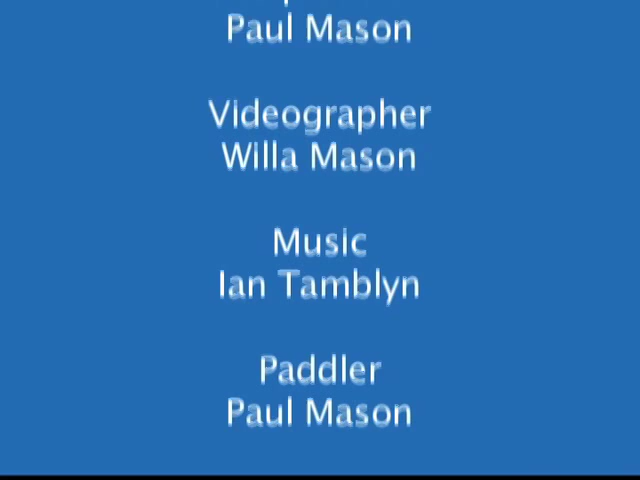 Paul Mason
Videographer
Willa Mason
Music
Ian Tamblyn
Paddler
Paul Mason